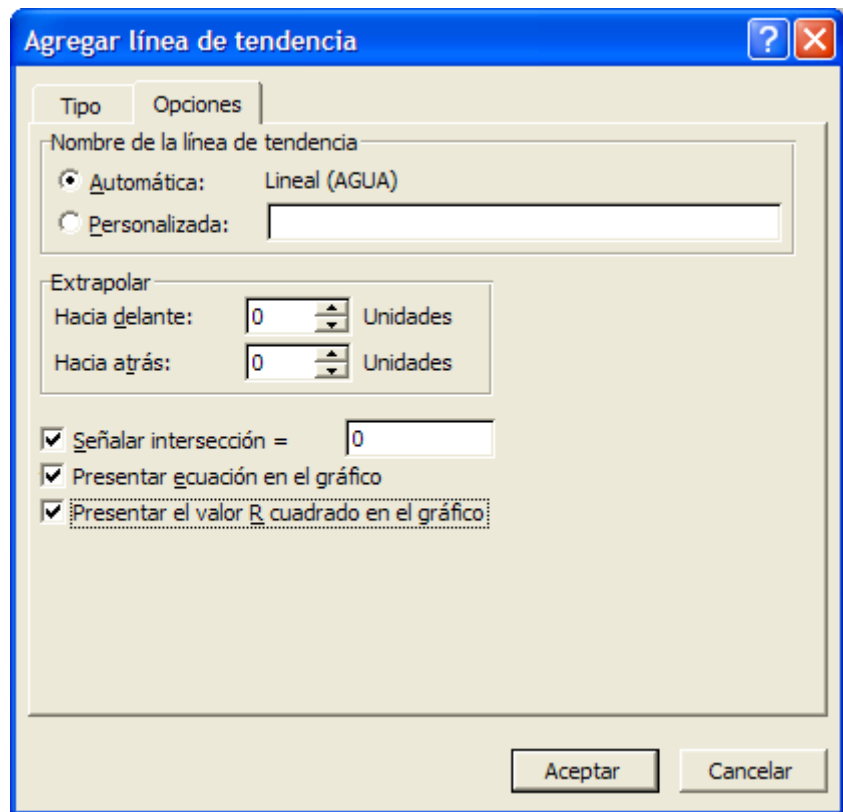 Agregar línea de tendencia
Tipo Opciones
Nombre de la línea de tendencia
Automática: Lineal (AGUA)
Personalizada:
Extrapolar
Hacia delante: 0 Unidades
Hacia atrás: 0 Unidades
Señalar intersección = 0
Presentar ecuación en el gráfico
Presentar el valor R cuadrado en el gráfico
Aceptar Cancelar